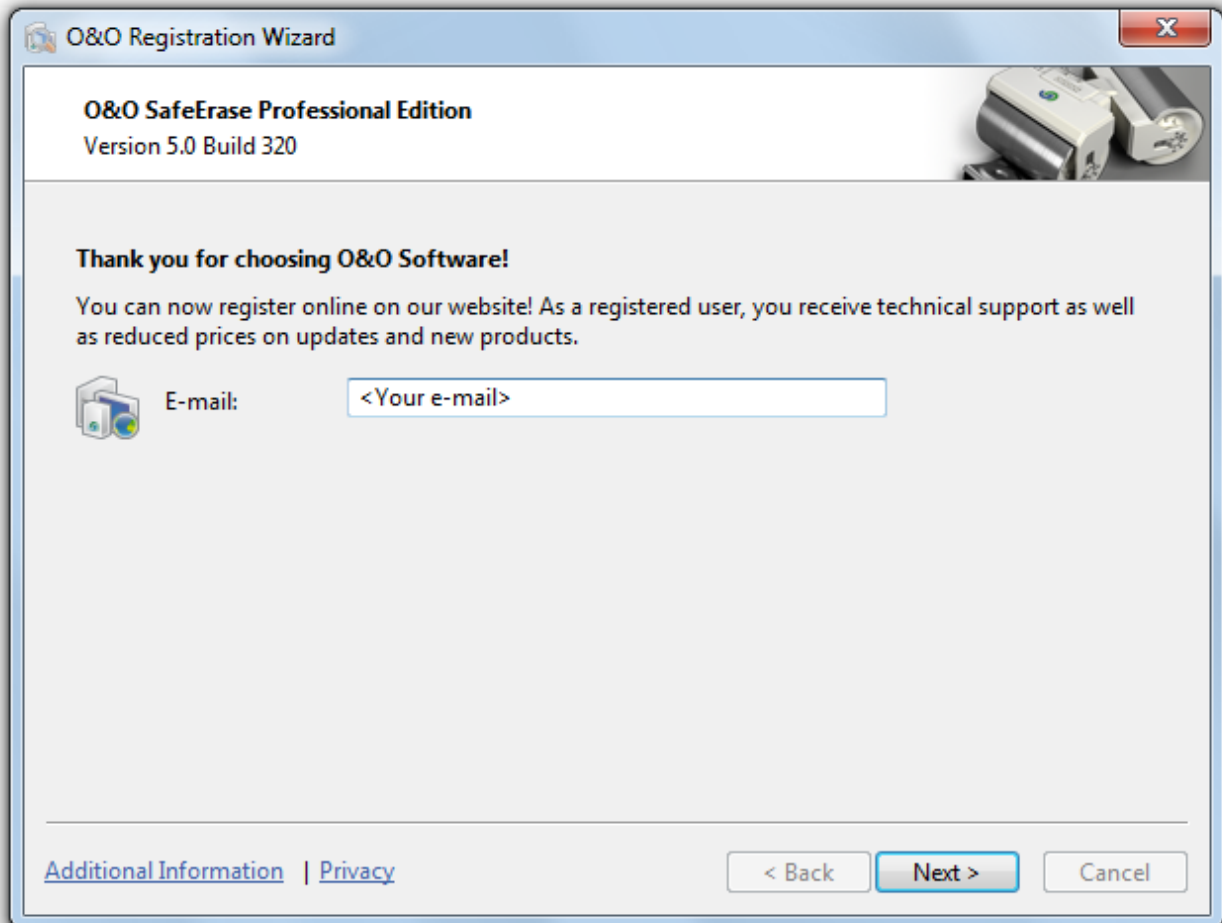 O&O Registration Wizard
O&O SafeErase Professional Edition
Version 5.0 Build 320
Thank you for choosing O&O Software!
You can now register online on our website! As a registered user, you receive technical support as well
as reduced prices on updates and new products.
E-mail: <Your e-mail>
Additional Information | Privacy < Back Next > Cancel